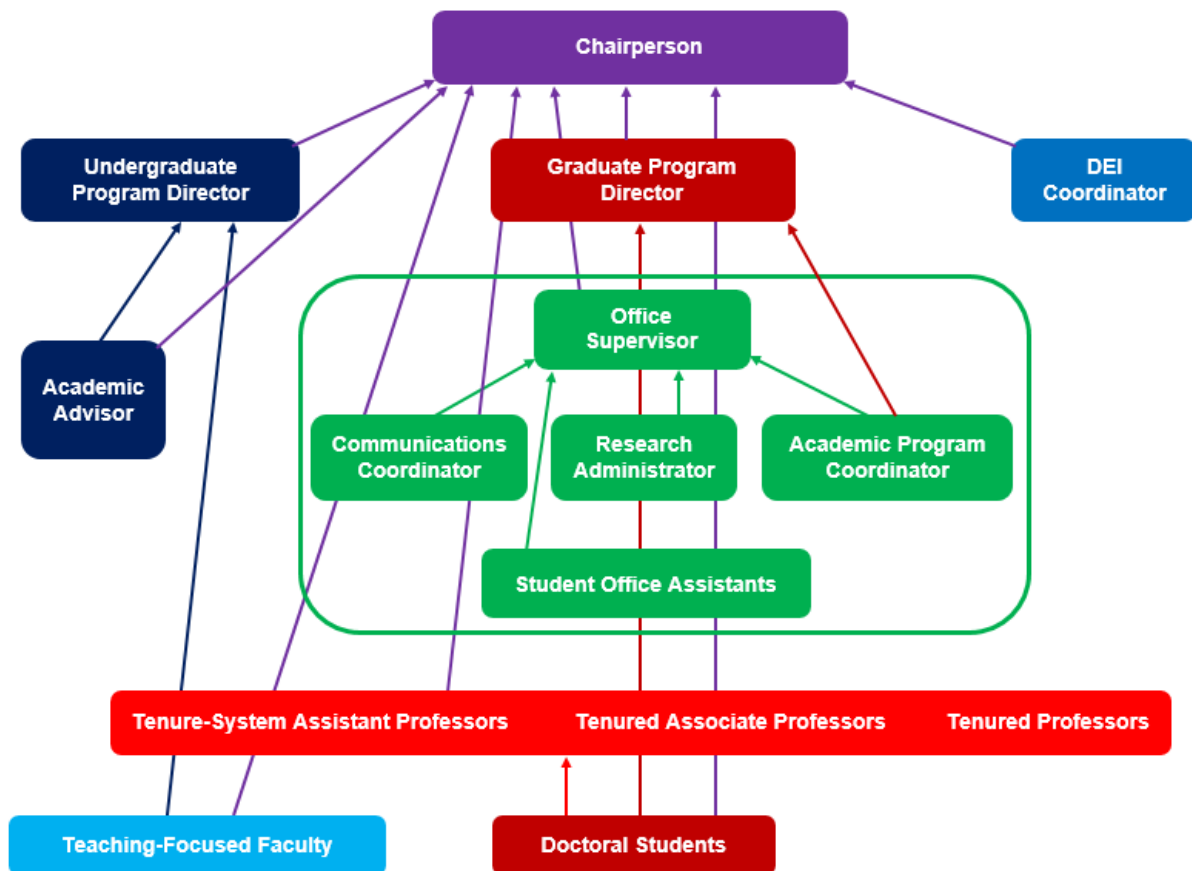 Chairperson
Undergraduate
Program Director
Graduate Program
Director
DEI
Coordinator
Office
Supervisor
Academic
Advisor
Communications
Coordinator
Research
Administrator
Academic Program
Coordinator
Student Office Assistants
Tenure-System Assistant Professors Tenured Associate Professors Tenured Professors
Teaching-Focused Faculty
Doctoral Students